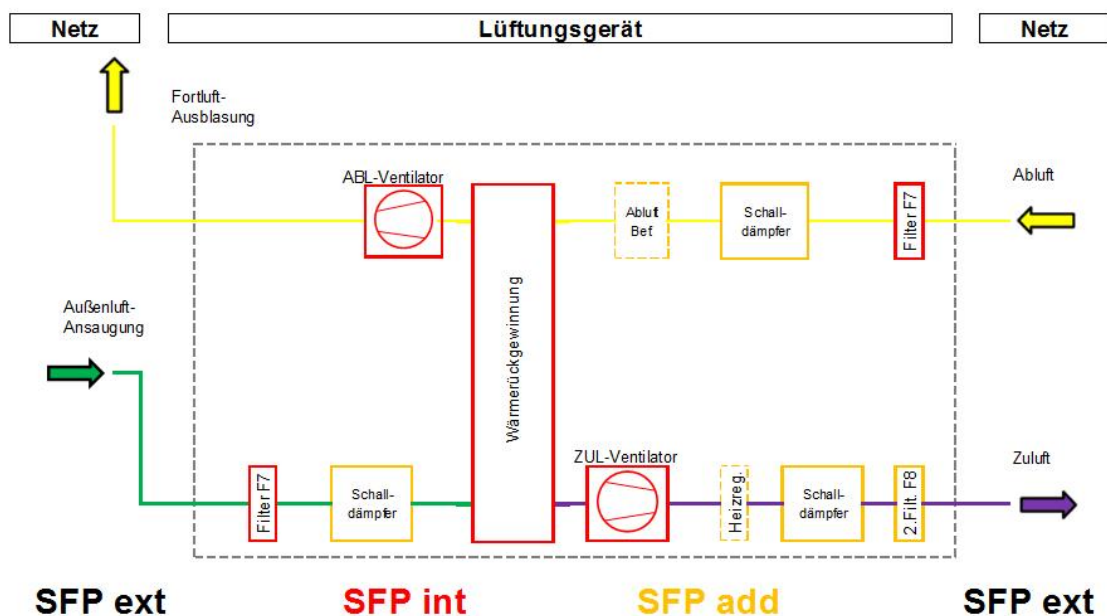 Netz
Lüftungsgerät
Netz
Fortluft-
Ausblasung
ABL-Ventilator
Abluft
Bef
Schall-
dämpfer
Filter F7
Abluft
Außenluft-
Ansaugung
Wärmerückgewinnung
ZUL-Ventilator
Zuluft
Filter F7
Schall-
dämpfer
Heizreg.
Schall-
dämpfer
2.Filt. F8
SFP ext
SFP int
SFP add
SFP ext